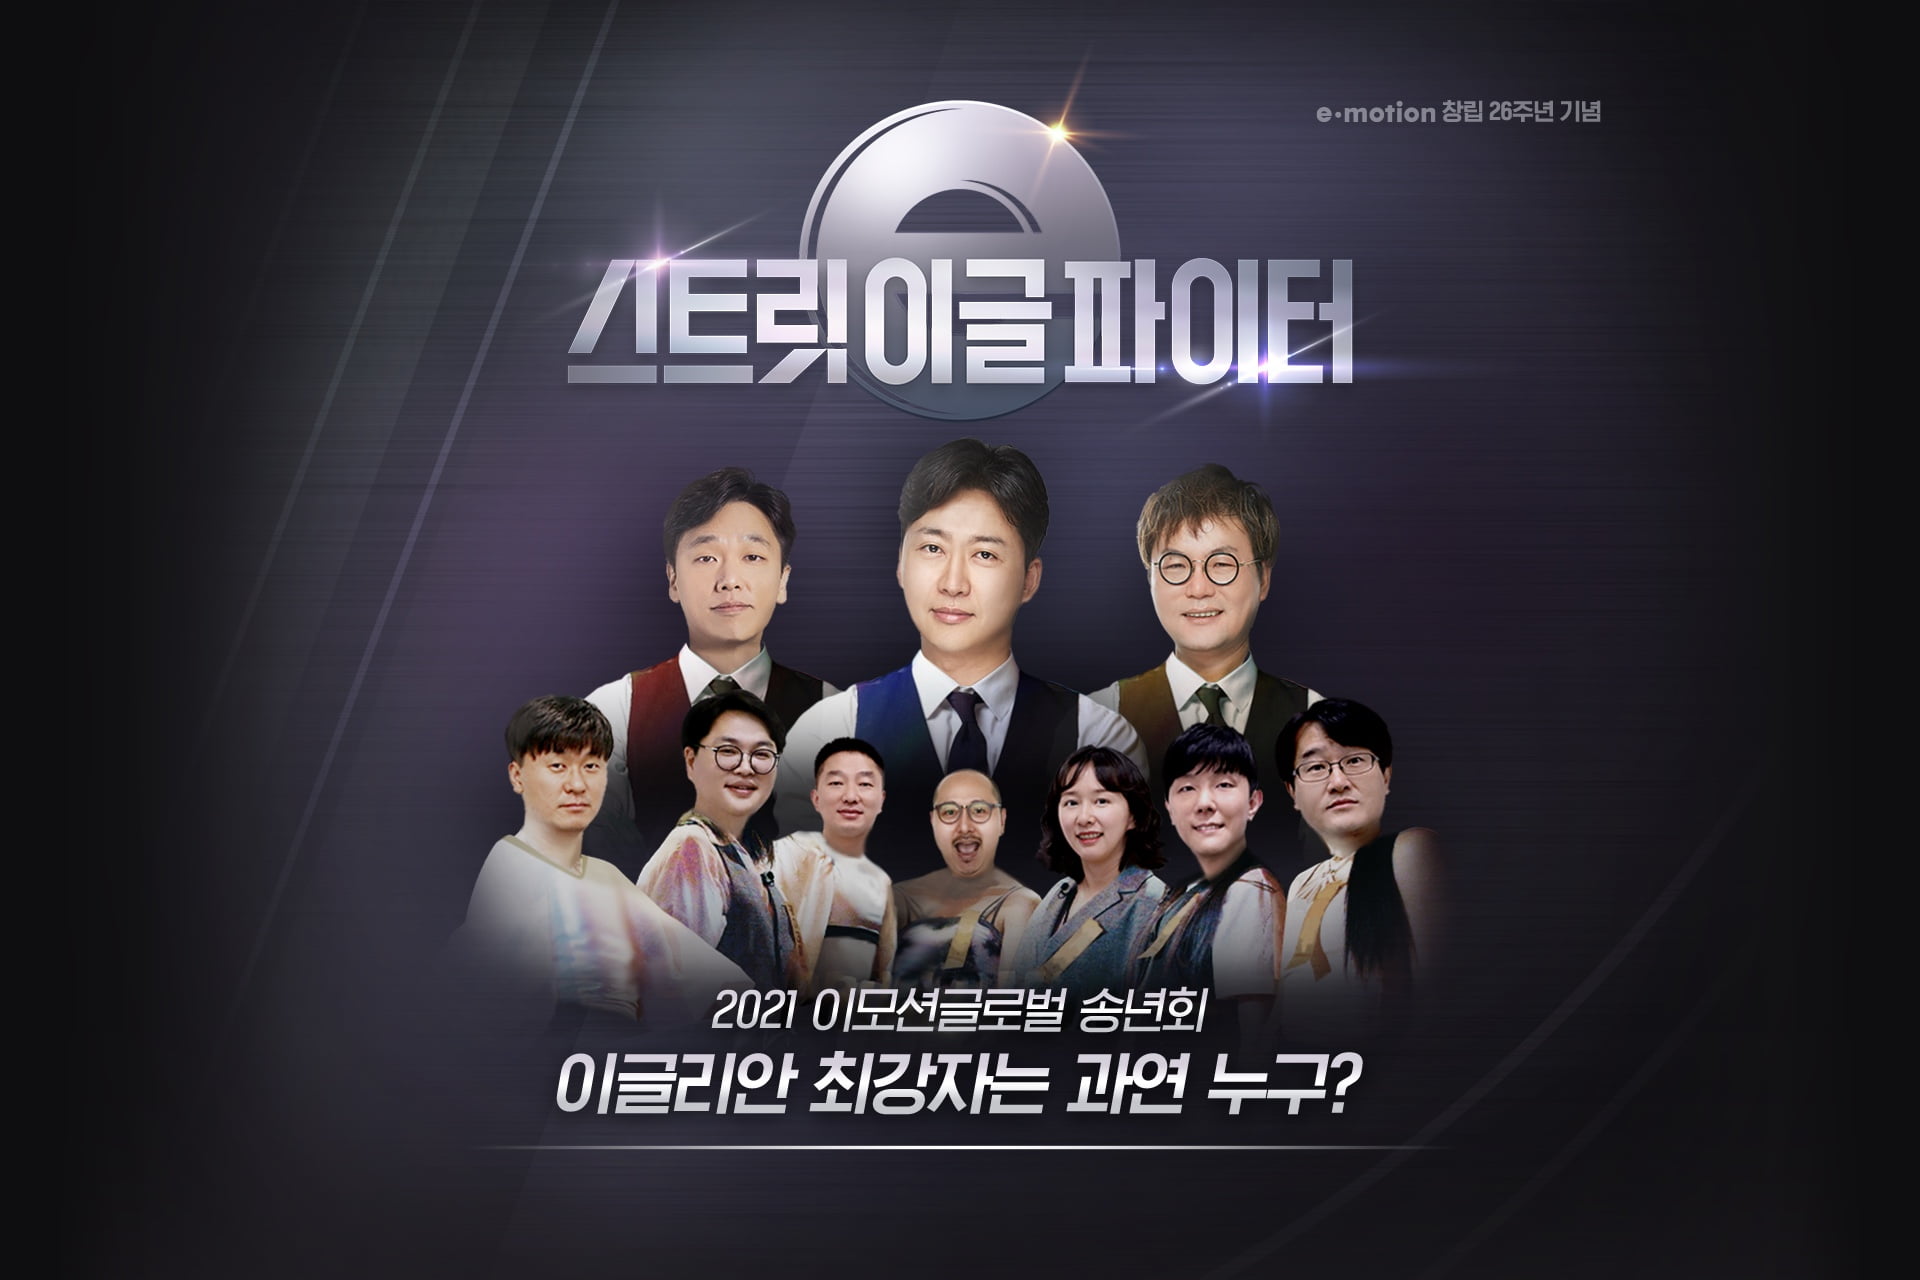 e·motion 창립 26주년 기념
e
스트릿 이글 파이터
2021 이모션글로벌 송년회
이글리안 최강자는 과연 누구?